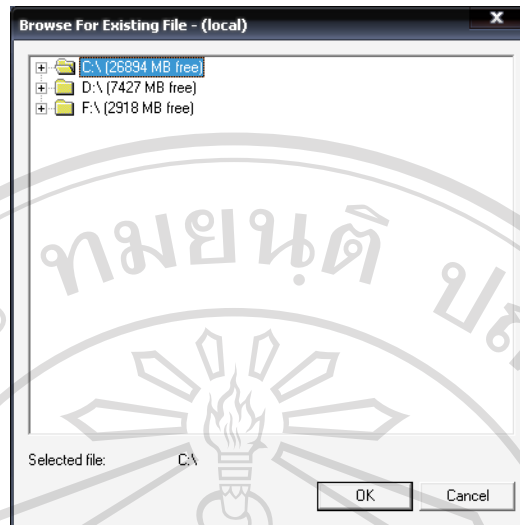 Browse For Existing File - (local)
C:\ (26894 MB free)
D:\ (7427 MB free)
F:\ (2918 MB free)
ทมยนฺติ
Selected file: C:\
OK Cancel